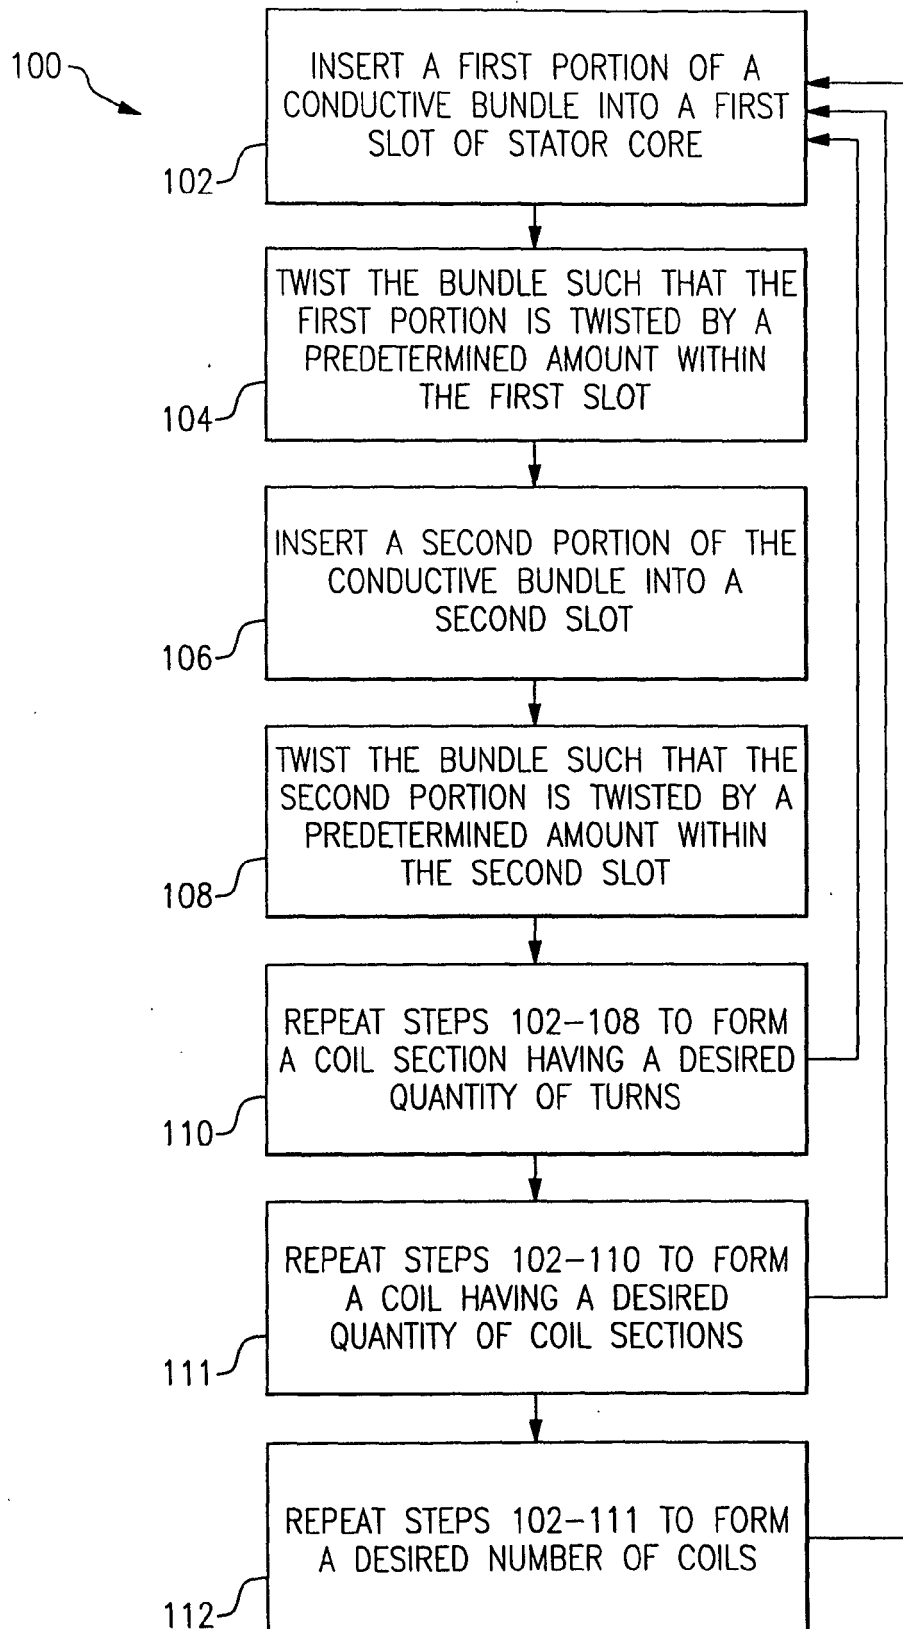 100
INSERT A FIRST PORTION OF A
CONDUCTIVE BUNDLE INTO A FIRST
SLOT OF STATOR CORE
102
TWIST THE BUNDLE SUCH THAT THE
FIRST PORTION IS TWISTED BY A
PREDETERMINED AMOUNT WITHIN
THE FIRST SLOT
104
INSERT A SECOND PORTION OF THE
CONDUCTIVE BUNDLE INTO A
SECOND SLOT
106
TWIST THE BUNDLE SUCH THAT THE
SECOND PORTION IS TWISTED BY A
PREDETERMINED AMOUNT WITHIN
THE SECOND SLOT
108
REPEAT STEPS 102-108 TO FORM
A COIL SECTION HAVING A DESIRED
QUANTITY OF TURNS
110
REPEAT STEPS 102-110 TO FORM
A COIL HAVING A DESIRED
QUANTITY OF COIL SECTIONS
111
REPEAT STEPS 102-111 TO FORM
A DESIRED NUMBER OF COILS
112